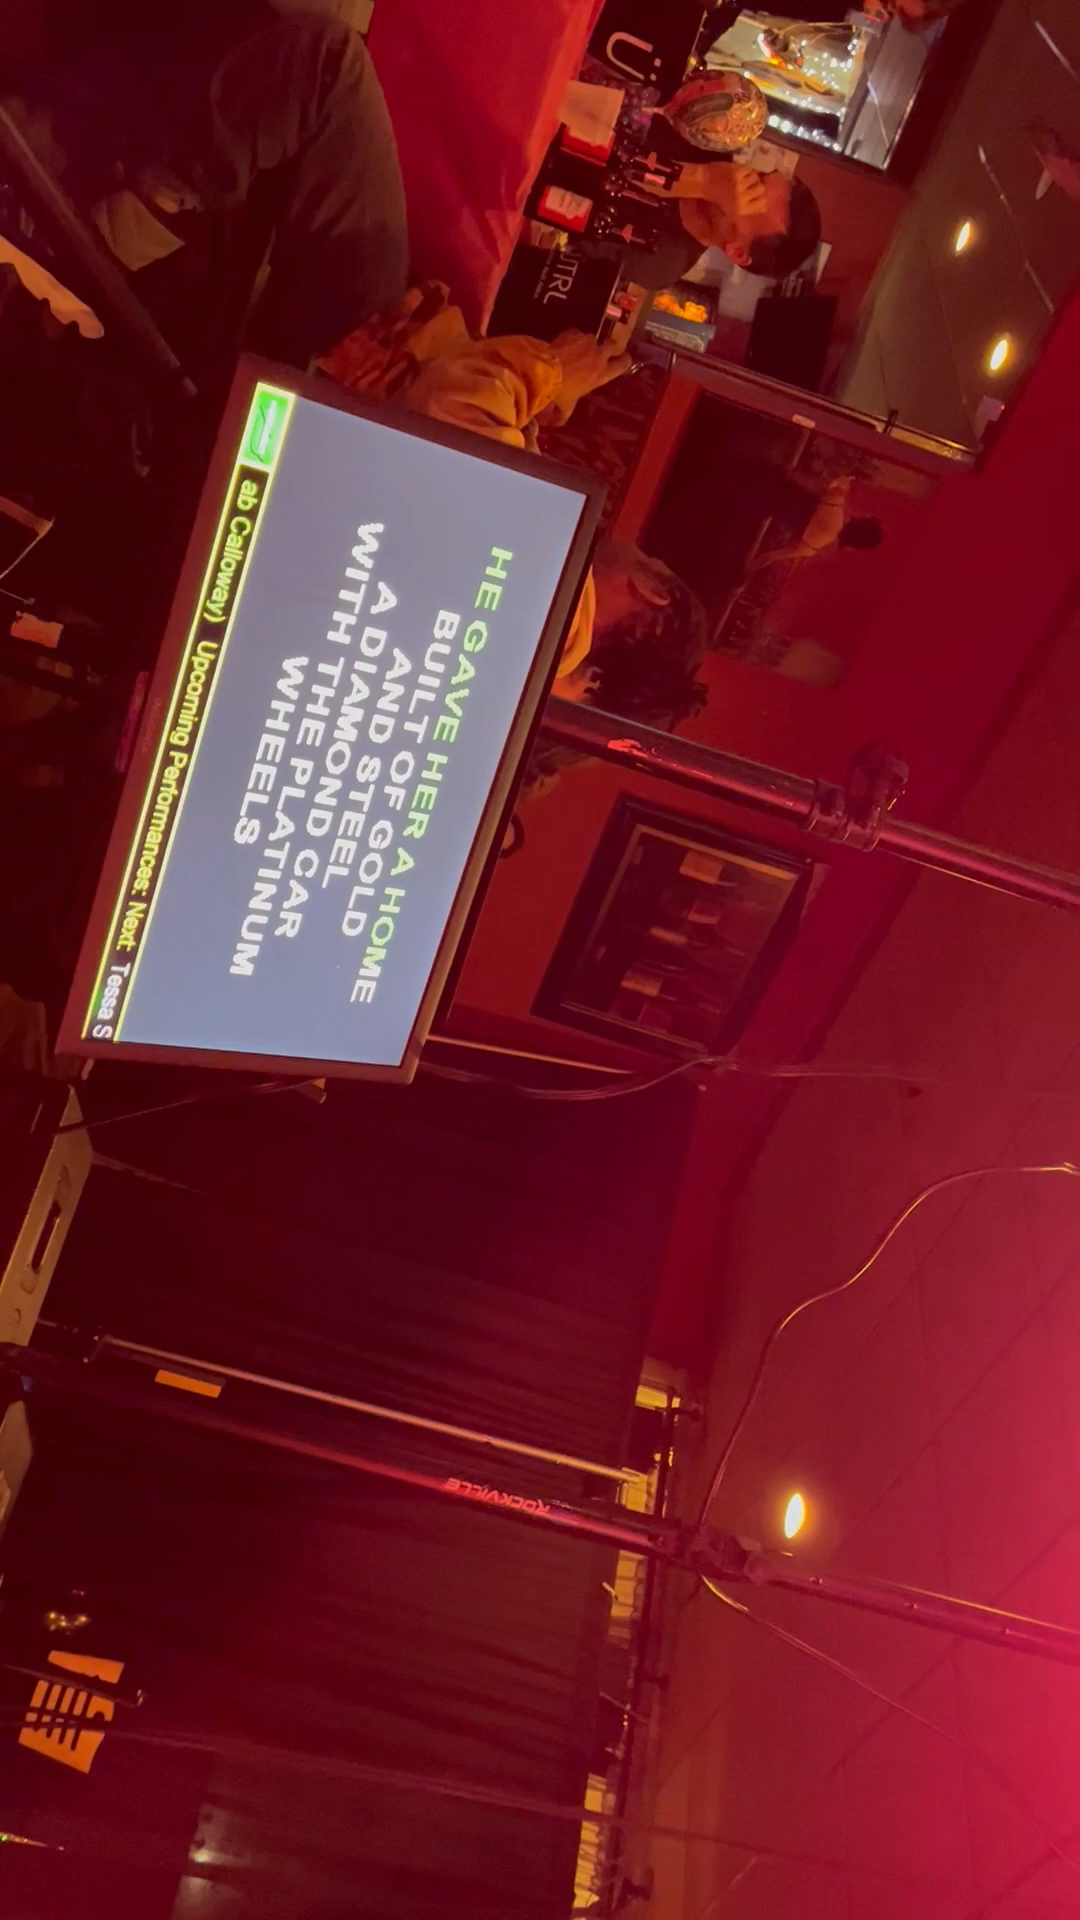 HE GAVE HER A HOME
BUILT OF GOLD
AND STEEL
A DIAMOND CAR
WITH THE PLATINUM
WHEELS
ab Calloway) Upcoming Performances: Next: Tessa S
Ü
UTRL
ROCKVILLE